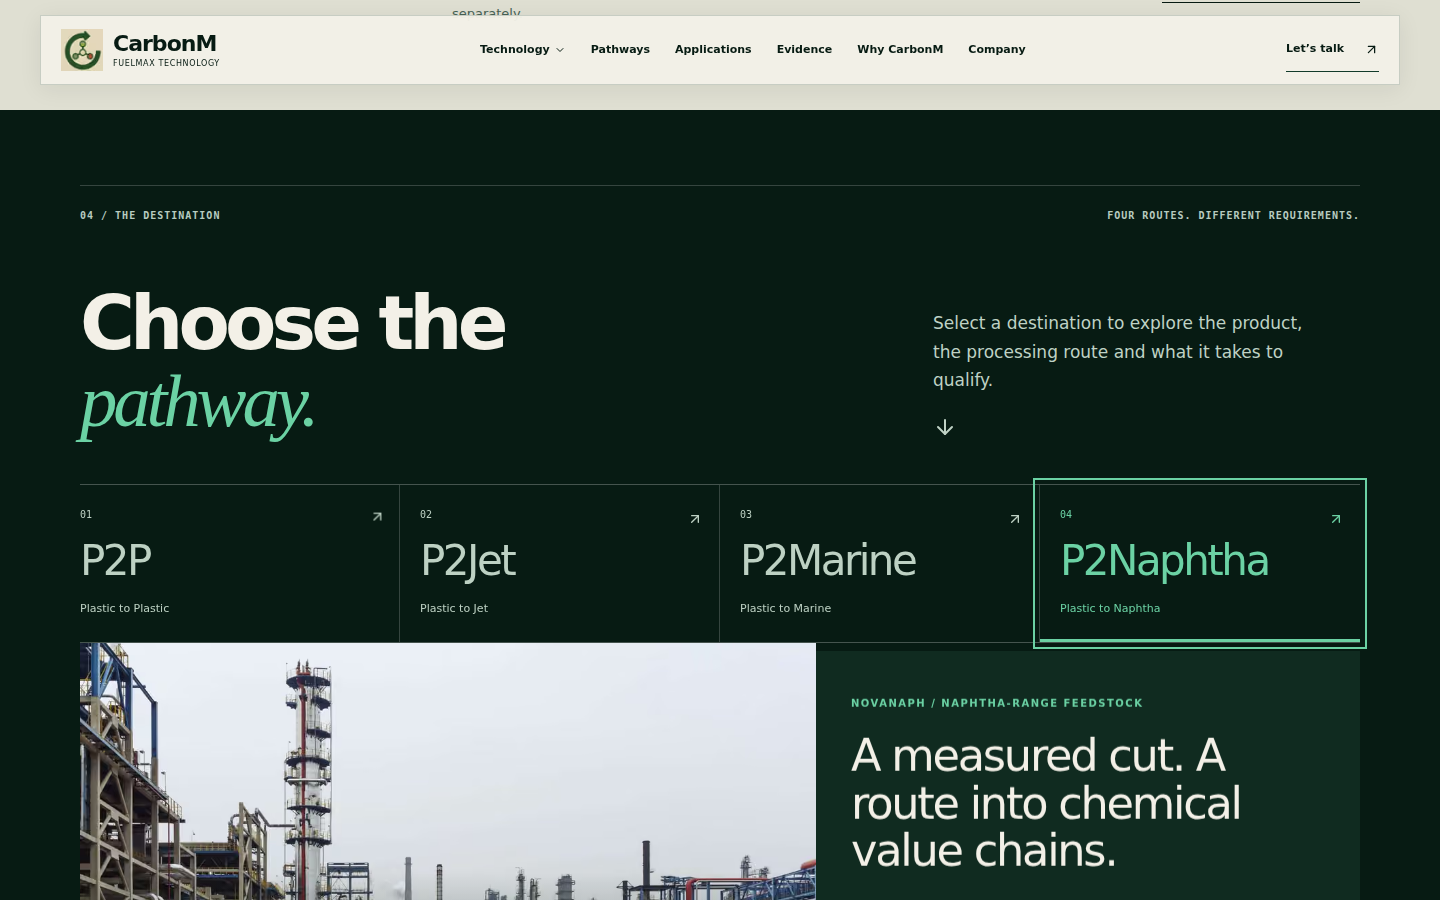 separately
CarbonM
FUELMAX TECHNOLOGY
Technology
Pathways
Applications
Evidence
Why CarbonM
Company
Let’s talk
04 / THE DESTINATION
FOUR ROUTES. DIFFERENT REQUIREMENTS.
Choose the
pathway.
Select a destination to explore the product,
the processing route and what it takes to
qualify.
01
P2P
Plastic to Plastic
02
P2Jet
Plastic to Jet
03
P2Marine
Plastic to Marine
04
P2Naphtha
Plastic to Naphtha
NOVANAPH / NAPHTHA-RANGE FEEDSTOCK
A measured cut. A
route into chemical
value chains.